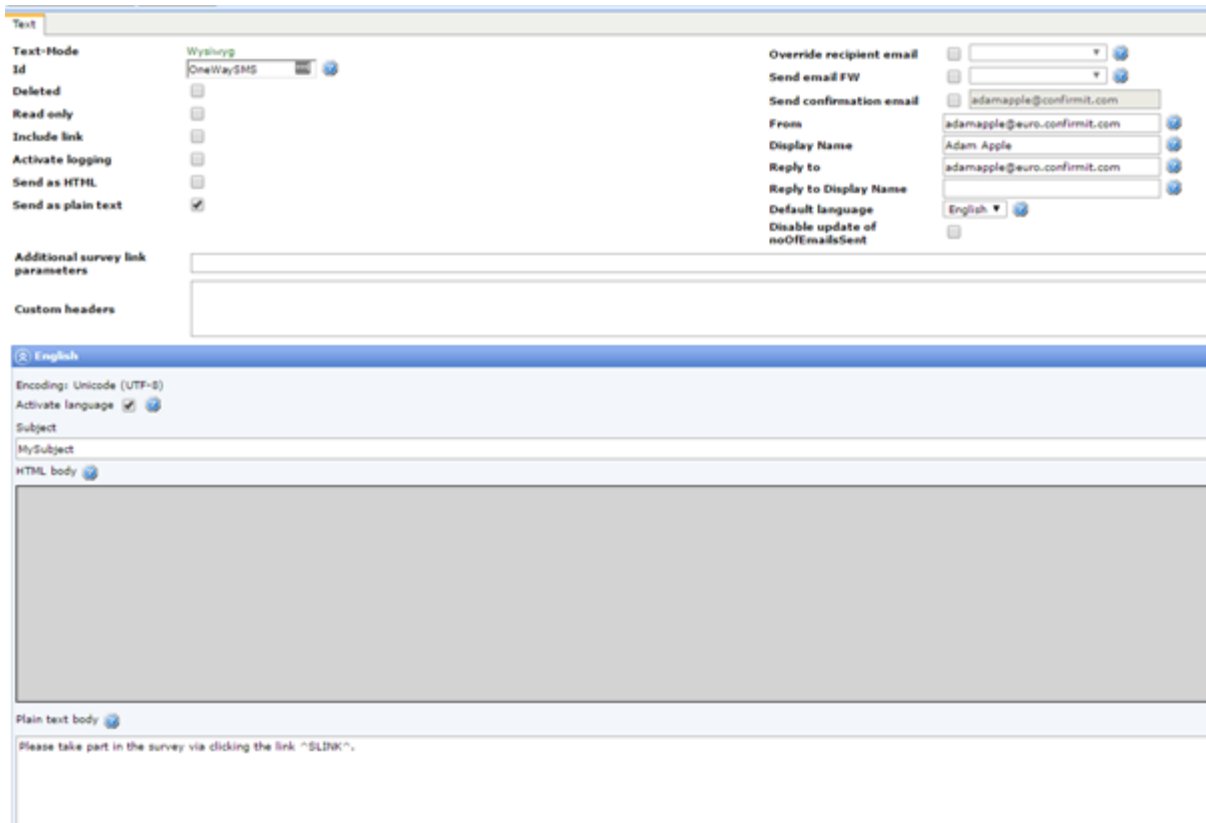 Text
Text-Mode
Wysiwyg
Id
OneWaySMS
Deleted
Read only
Include link
Activate logging
Send as HTML
Send as plain text
Override recipient email
Send email FW
Send confirmation email
adamapple@confirmit.com
From
adamapple@euro.confirmit.com
Display Name
Adam Apple
Reply to
adamapple@euro.confirmit.com
Reply to Display Name
Default language
English
Disable update of
noOfEmailsSent
Additional survey link
parameters
Custom headers
English
Encoding: Unicode (UTF-8)
Activate language
Subject
MySubject
HTML body
Plain text body
Please take part in the survey via clicking the link ^SLINK^.